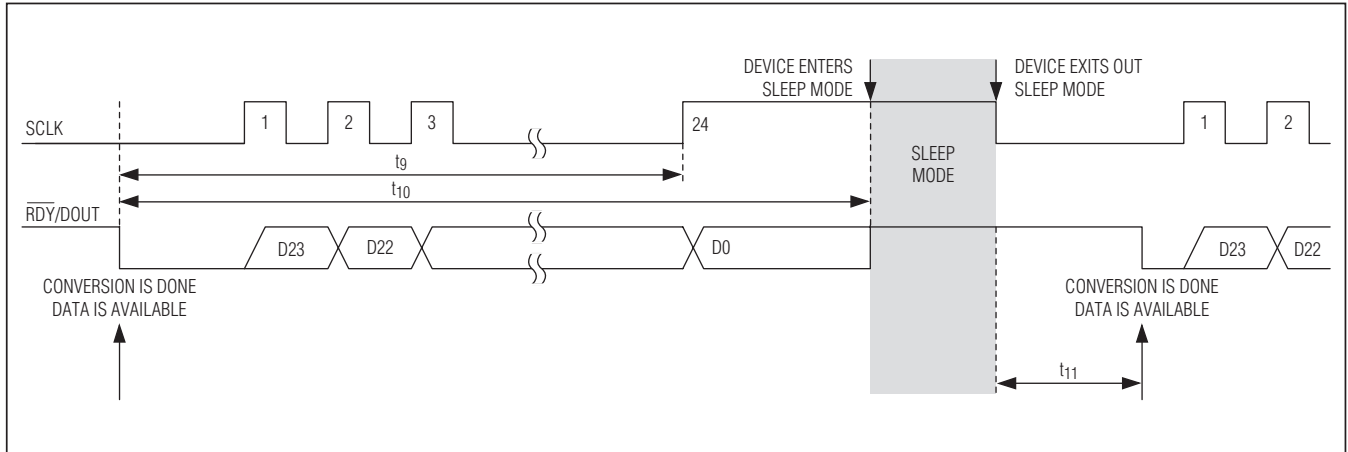 DEVICE ENTERS
SLEEP MODE
DEVICE EXITS OUT
SLEEP MODE
SCLK
1
2
3
24
1
2
SLEEP
MODE
t9
t10
RDY/DOUT
D23
D22
D0
D23
D22
CONVERSION IS DONE
DATA IS AVAILABLE
CONVERSION IS DONE
DATA IS AVAILABLE
t11